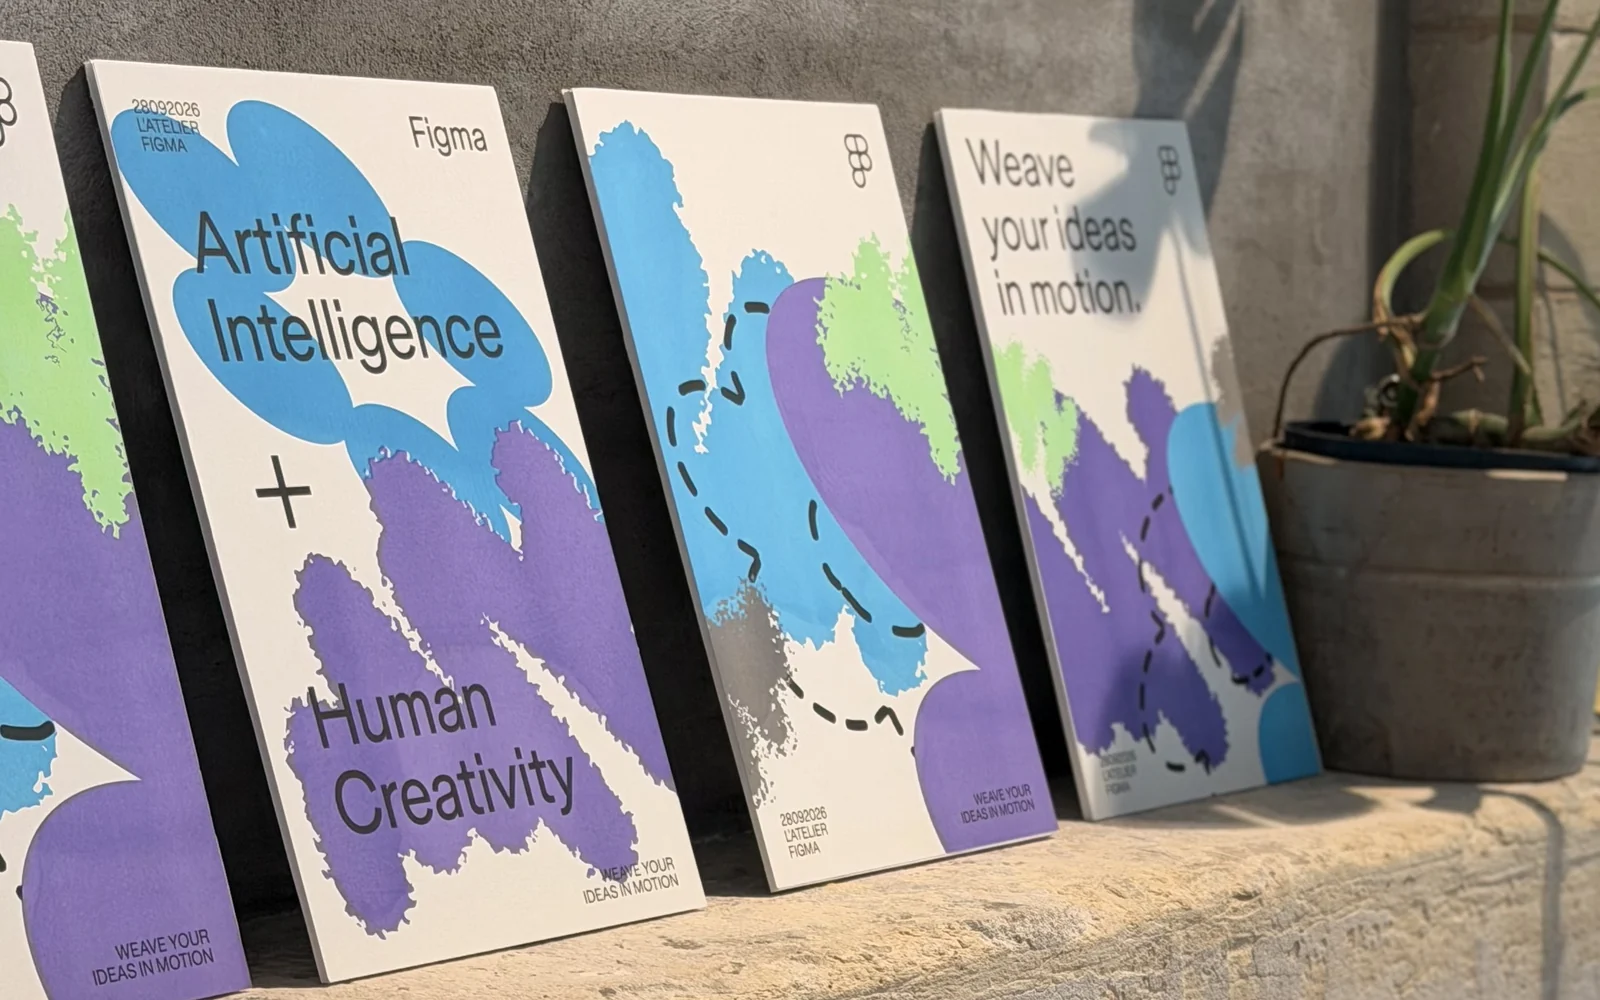 28092026
L'ATELIER
FIGMA
Figma
Artificial
Intelligence
+
Human
Creativity
WEAVE YOUR
IDEAS IN MOTION
WEAVE YOUR
IDEAS IN MOTION
28092026
L'ATELIER
FIGMA
WEAVE YOUR
IDEAS IN MOTION
Weave
your ideas
in motion.
28092026
L'ATELIER
FIGMA